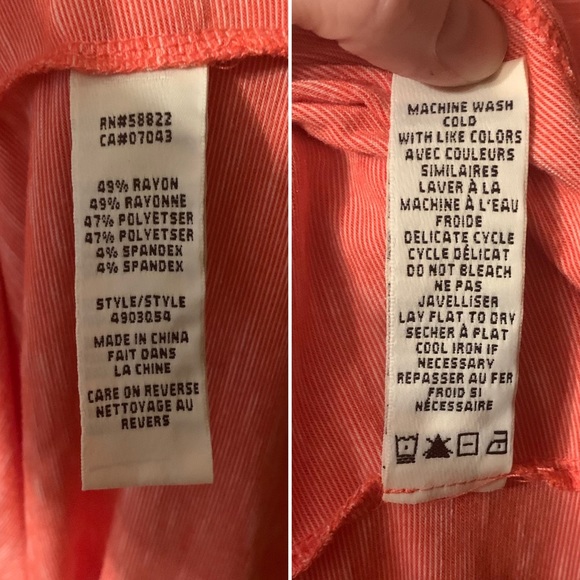 RN#58822
CA#07043
49% RAYON
49% RAYONNE
47% POLYETSER
47% POLYETSER
4% SPANDEX
4% SPANDEX
STYLE/STYLE
4903054
MADE IN CHINA
FAIT DANS
LA CHINE
CARE ON REVERSE
NETTOYAGE AU
REVERS
MACHINE WASH
COLD
WITH LIKE COLORS
AVEC COULEURS
SIMILAIRES
LAVER À LA
MACHINE À L'EAU
FROIDE
DELICATE CYCLE
CYCLE DÉLICAT
DO NOT BLEACH
NE PAS
JAVELLISER
LAY FLAT TO DRY
SECHER À PLAT
COOL IRON IF
NECESSARY
REPASSER AU FER
FROID SI
NÉCESSAIRE